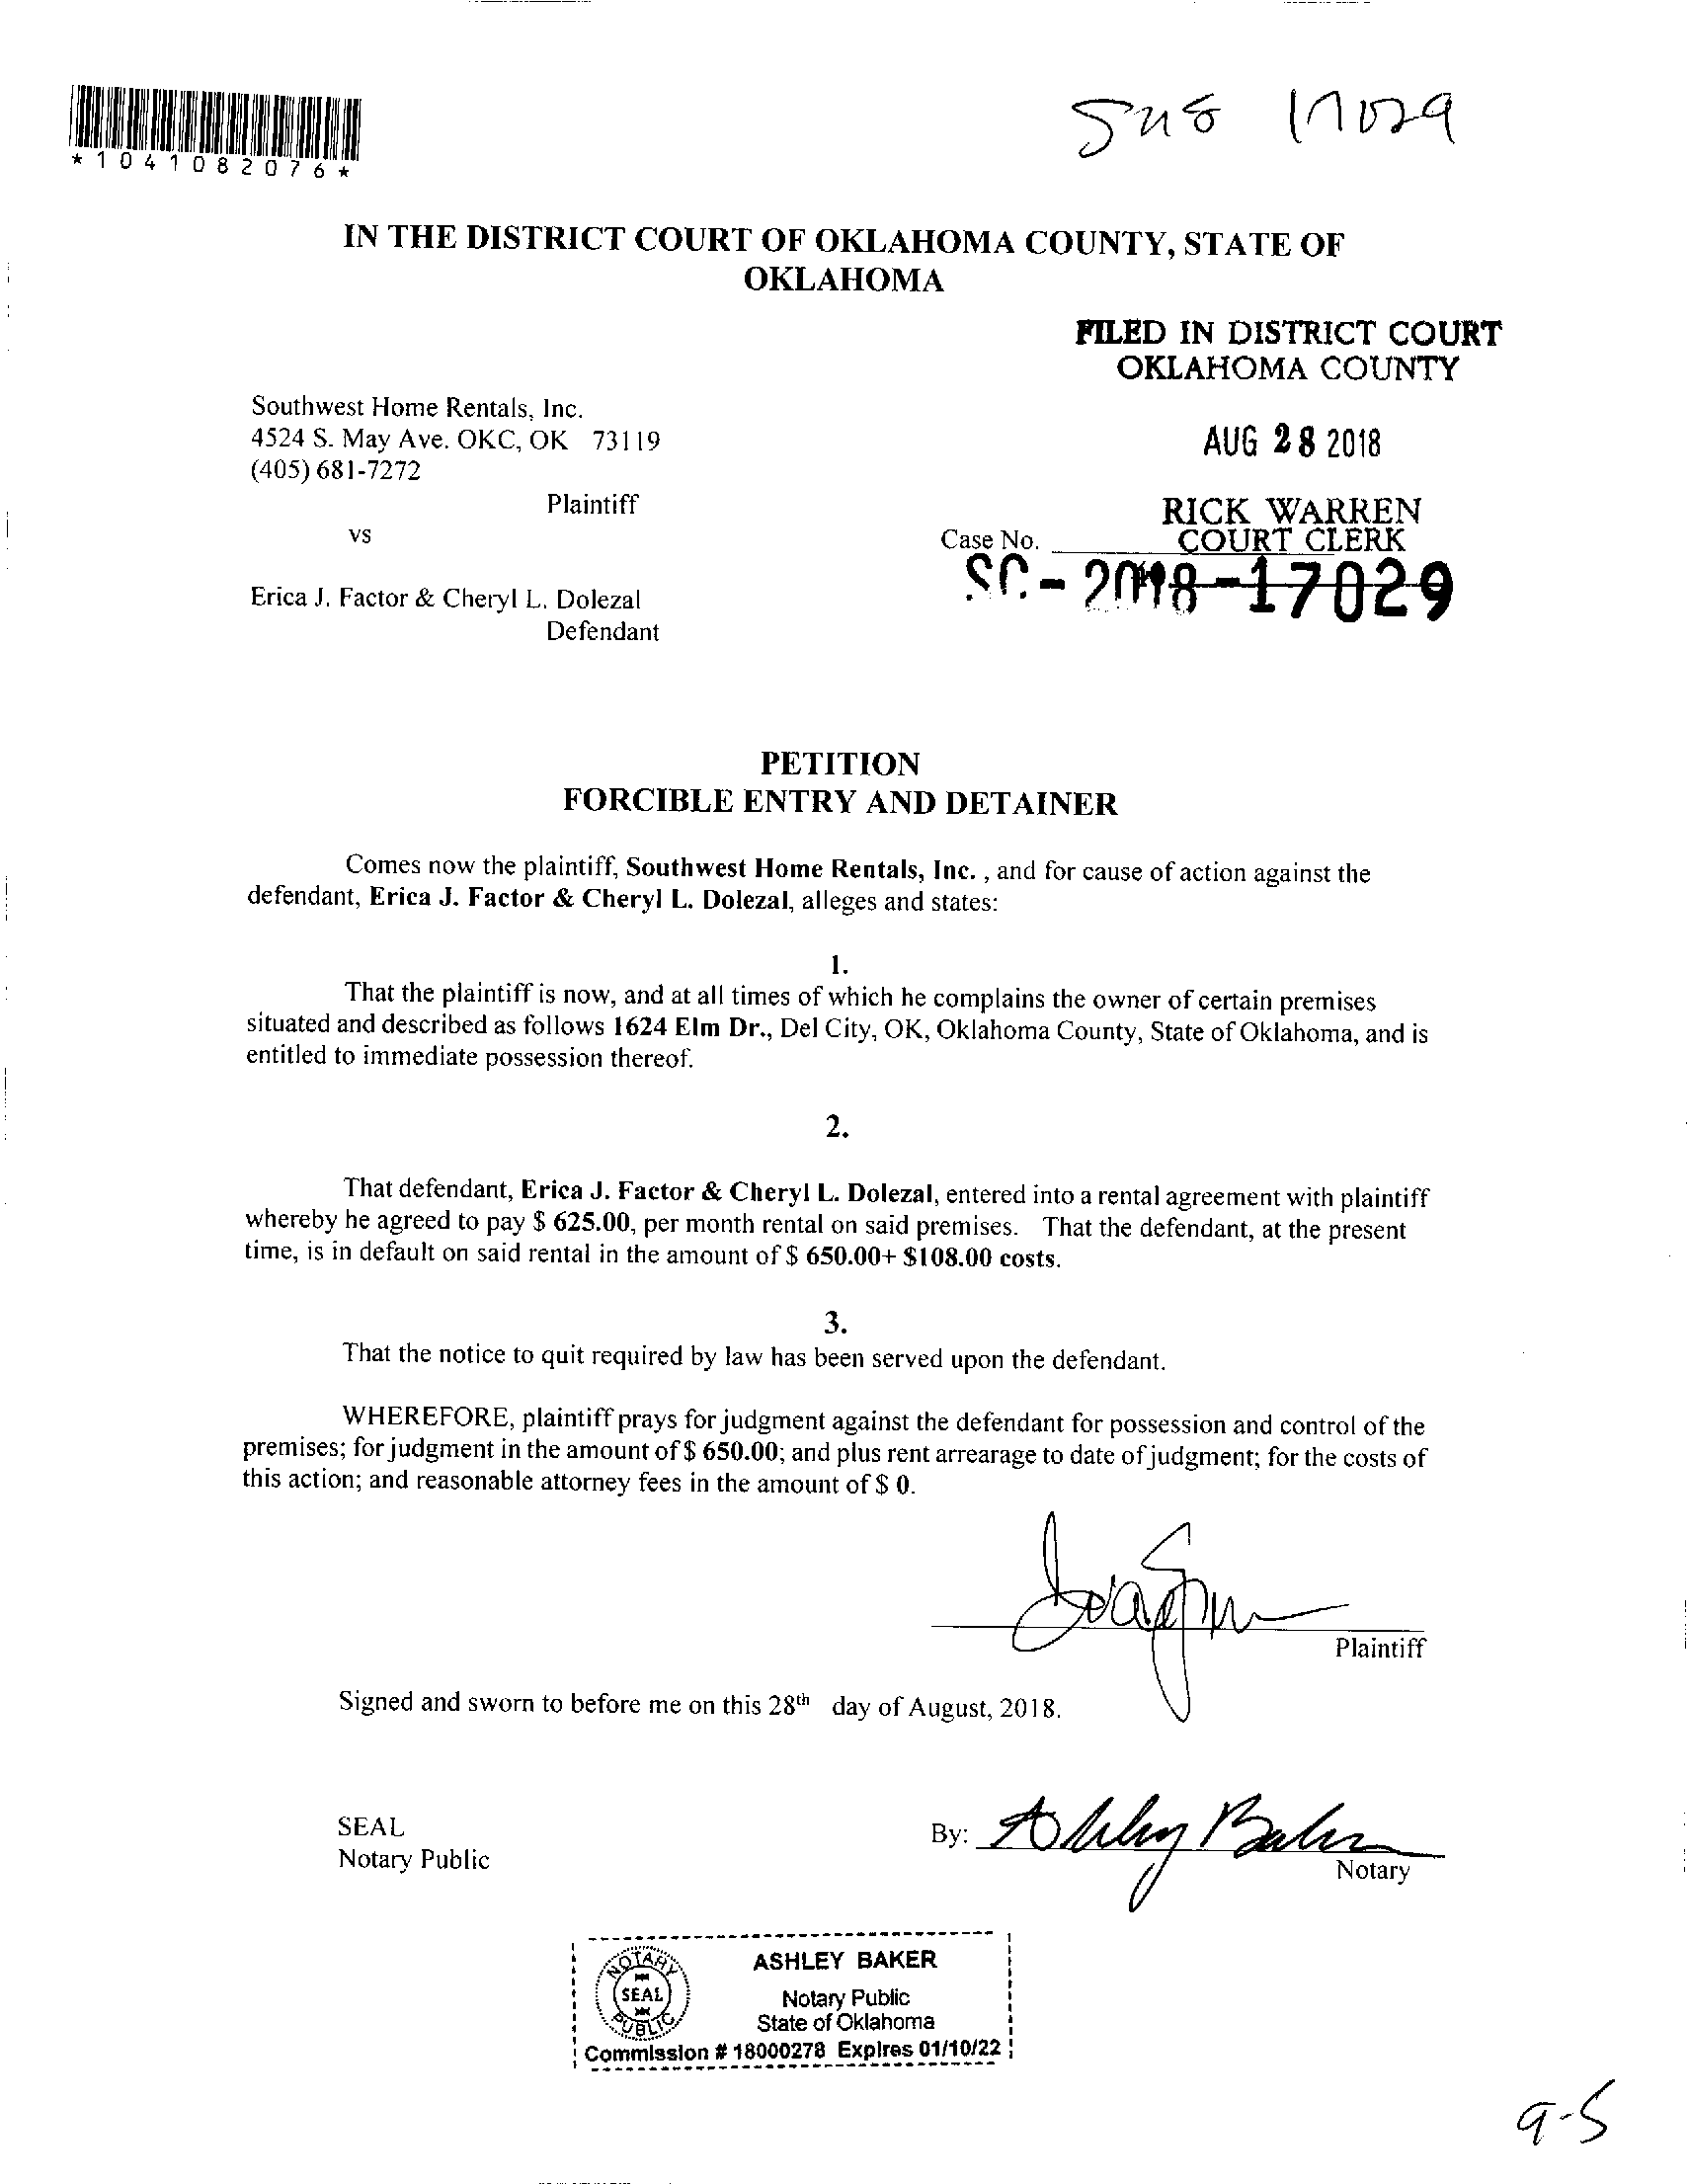 *1041082076*
17029
IN THE DISTRICT COURT OF OKLAHOMA COUNTY, STATE OF
OKLAHOMA
FILED IN DISTRICT COURT
OKLAHOMA COUNTY
Southwest Home Rentals, Inc.
4524 S. May Ave. OKC, OK 73119
(405) 681-7272
AUG 28 2018
Plaintiff
RICK WARREN
COURT CLERK
vs
Case No.
SC-2018-17029
Erica J. Factor & Cheryl L. Dolezal
Defendant
PETITION
FORCIBLE ENTRY AND DETAINER
Comes now the plaintiff, Southwest Home Rentals, Inc. , and for cause of action against the
defendant, Erica J. Factor & Cheryl L. Dolezal, alleges and states:
1.
That the plaintiff is now, and at all times of which he complains the owner of certain premises
situated and described as follows 1624 Elm Dr., Del City, OK, Oklahoma County, State of Oklahoma, and is
entitled to immediate possession thereof.
2.
That defendant, Erica J. Factor & Cheryl L. Dolezal, entered into a rental agreement with plaintiff
whereby he agreed to pay $ 625.00, per month rental on said premises. That the defendant, at the present
time, is in default on said rental in the amount of $ 650.00+ $108.00 costs.
3.
That the notice to quit required by law has been served upon the defendant.
WHEREFORE, plaintiff prays for judgment against the defendant for possession and control of the
premises; for judgment in the amount of $ 650.00; and plus rent arrearage to date of judgment; for the costs of
this action; and reasonable attorney fees in the amount of $ 0.
Plaintiff
Signed and sworn to before me on this 28th day of August, 2018.
SEAL
Notary Public
By: Ashley Baker
Notary
NOTARY
SEAL
PUBLIC
ASHLEY BAKER
Notary Public
State of Oklahoma
Commission # 18000278 Expires 01/10/22
9-5